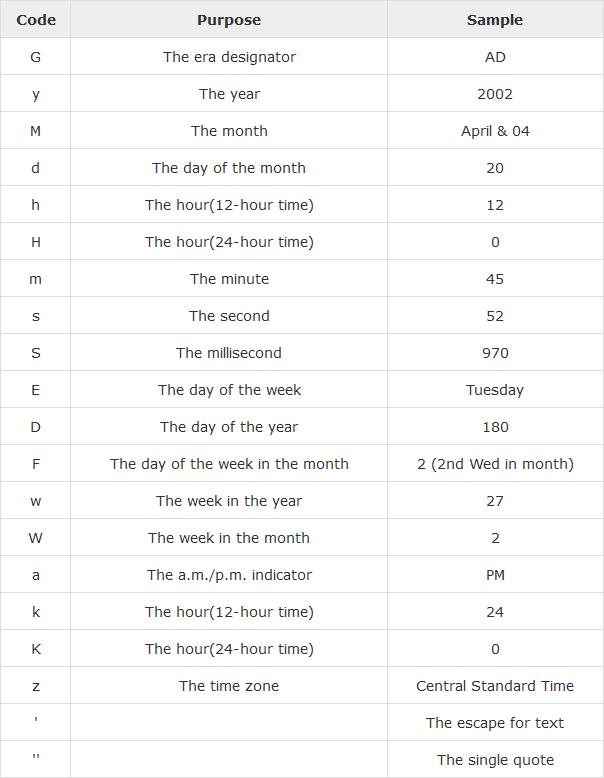 Code Purpose Sample
G The era designator AD
y The year 2002
M The month April & 04
d The day of the month 20
h The hour(12-hour time) 12
H The hour(24-hour time) 0
m The minute 45
s The second 52
S The millisecond 970
E The day of the week Tuesday
D The day of the year 180
F The day of the week in the month 2 (2nd Wed in month)
w The week in the year 27
W The week in the month 2
a The a.m./p.m. indicator PM
k The hour(12-hour time) 24
K The hour(24-hour time) 0
z The time zone Central Standard Time
' The escape for text
'' The single quote